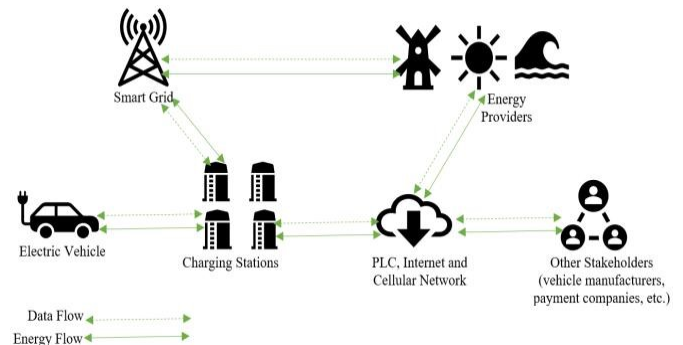 Smart Grid
Energy
Providers
Electric Vehicle
Charging Stations
PLC, Internet and
Cellular Network
Other Stakeholders
(vehicle manufacturers,
payment companies, etc.)
Data Flow
Energy Flow